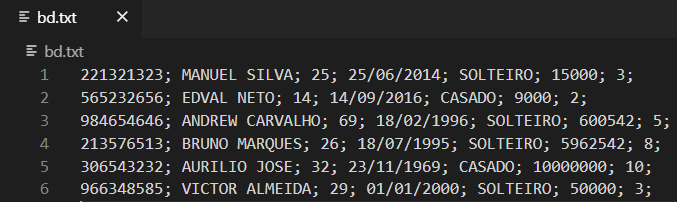 bd.txt
bd.txt
1 221321323; MANUEL SILVA; 25; 25/06/2014; SOLTEIRO; 15000; 3;
2 565232656; EDVAL NETO; 14; 14/09/2016; CASADO; 9000; 2;
3 984654646; ANDREW CARVALHO; 69; 18/02/1996; SOLTEIRO; 600542; 5;
4 213576513; BRUNO MARQUES; 26; 18/07/1995; SOLTEIRO; 5962542; 8;
5 306543232; AURILIO JOSE; 32; 23/11/1969; CASADO; 10000000; 10;
6 966348585; VICTOR ALMEIDA; 29; 01/01/2000; SOLTEIRO; 50000; 3;